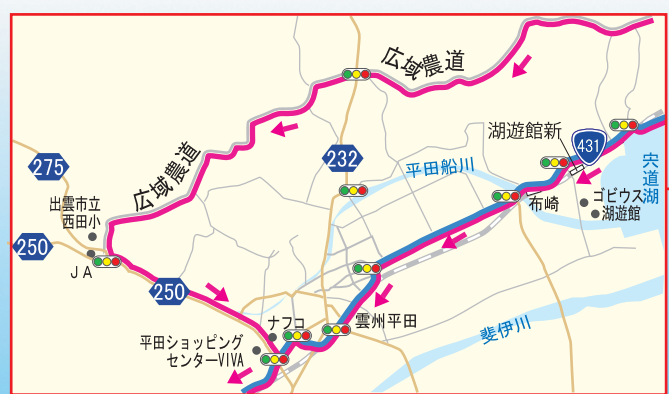 広域農道
湖遊館新
431
宍道湖
232
平田船川
275
広域農道
布崎
ゴビウス
湖遊館
出雲市立
西田小
250
JA
250
ナフコ
雲州平田
斐伊川
平田ショッピング
センターVIVA